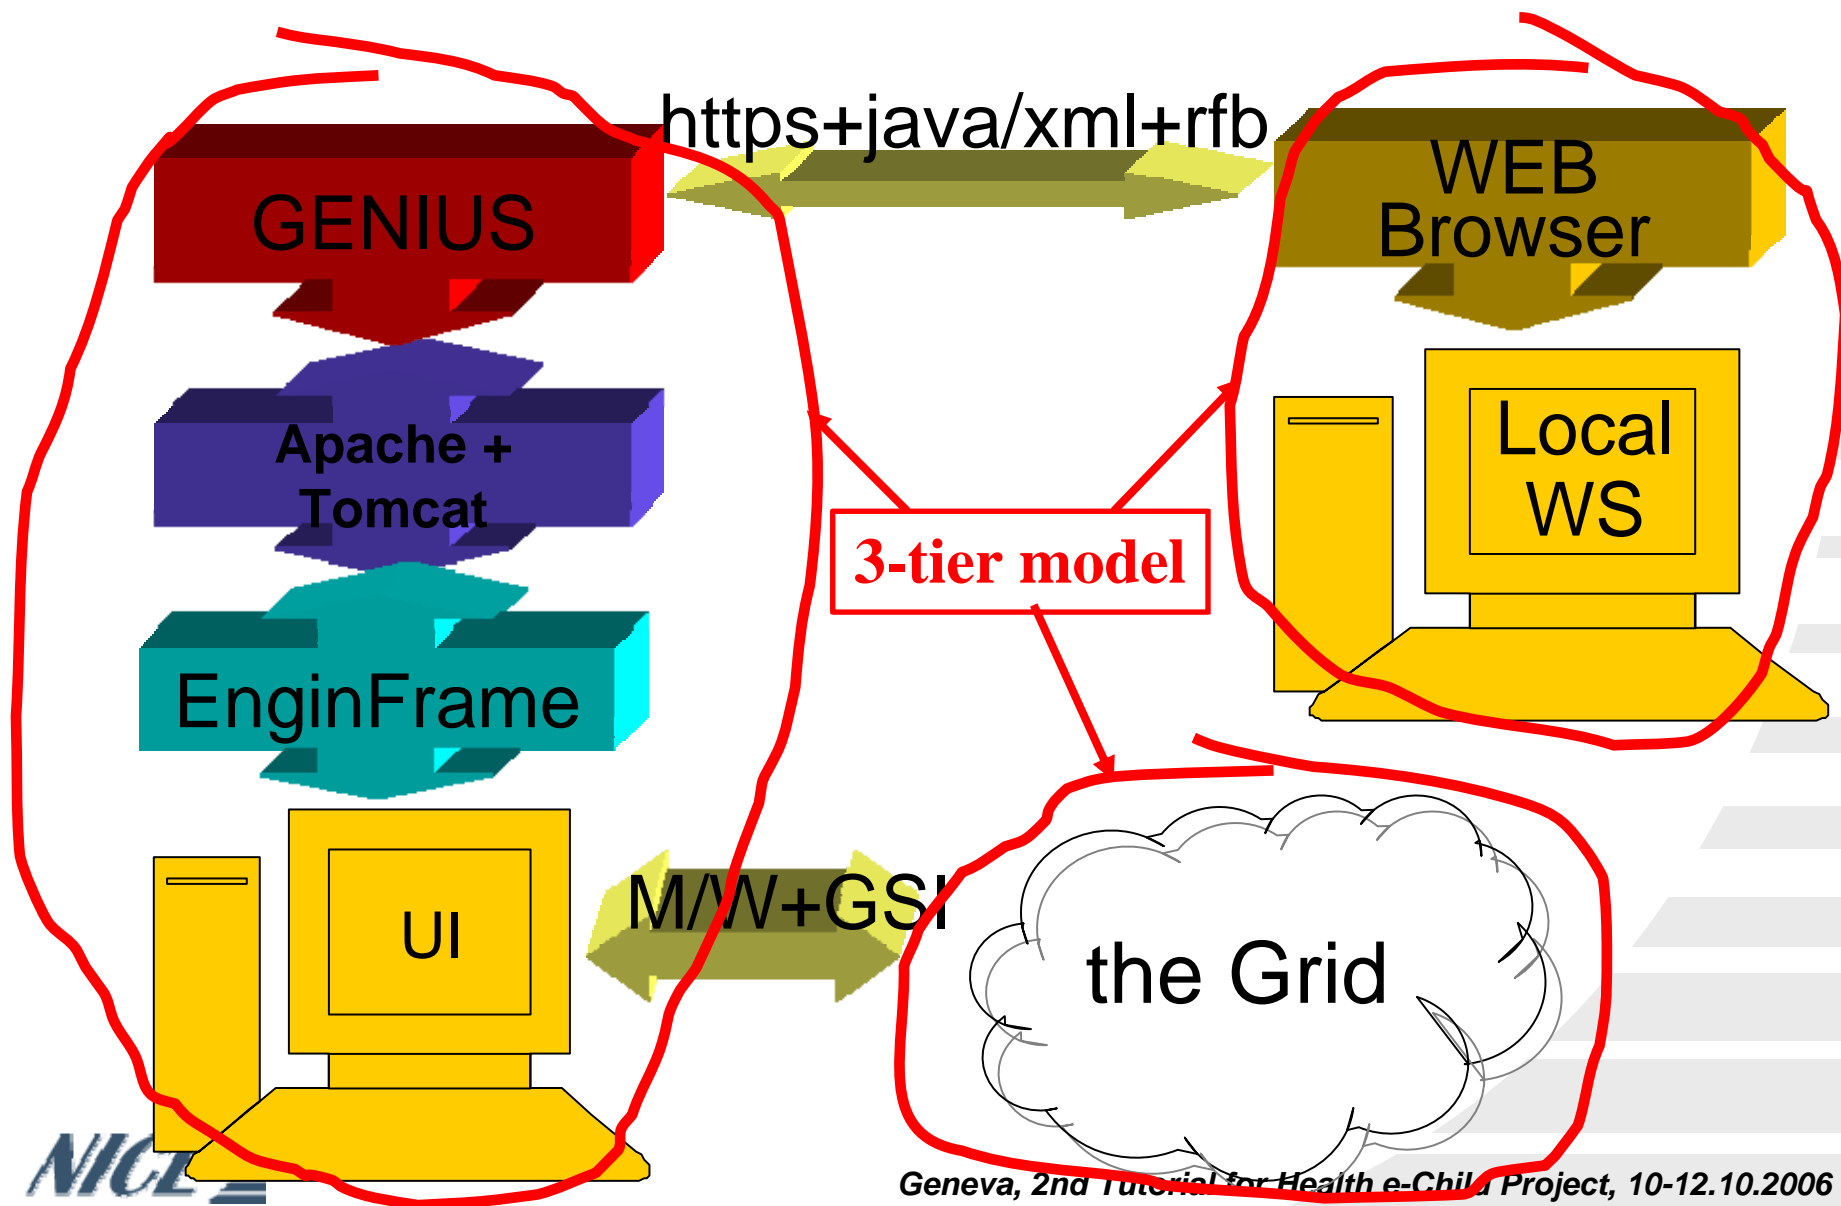 https+java/xml+rfb
GENIUS
WEB
Browser
Apache +
Tomcat
Local
WS
3-tier model
EnginFrame
UI
M/W+GSI
the Grid
NICE
Geneva, 2nd Tutorial for Health e-Child Project, 10-12.10.2006